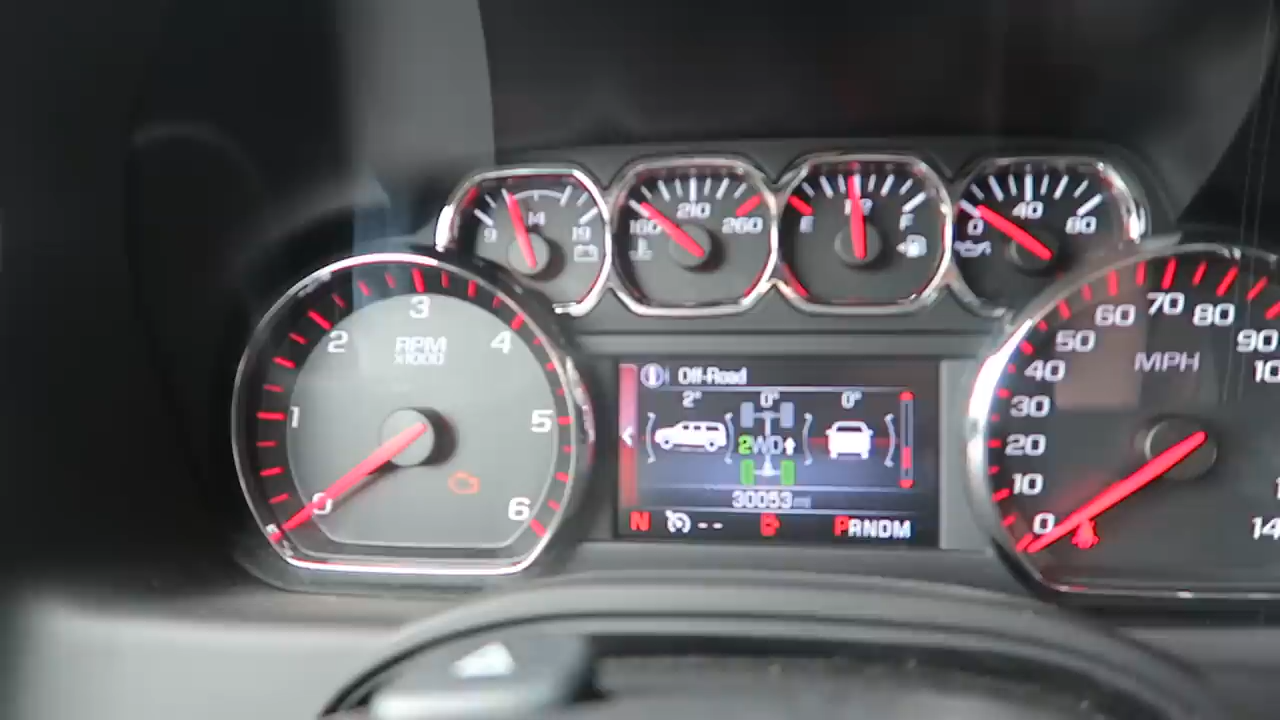 9 14 19
160 210 260
E 1/2 F
0 40 80
0 1 2 3 4 5 6
RPM
x1000
Off-Road
2° 0° 0°
2WD
30053 mi
N -- PRNDM
0 10 20 30 40 50 60 70 80 90
MPH